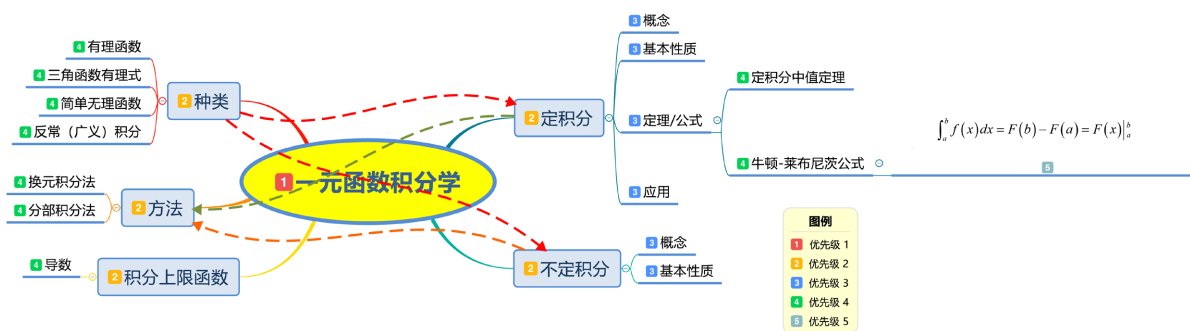 1 一元函数积分学
2 种类
4 有理函数
4 三角函数有理式
4 简单无理函数
4 反常（广义）积分
2 方法
4 换元积分法
4 分部积分法
2 积分上限函数
4 导数
2 定积分
3 概念
3 基本性质
3 定理/公式
4 定积分中值定理
4 牛顿-莱布尼茨公式
∫_a^b f(x)dx = F(b) − F(a) = F(x)|_a^b
5
3 应用
2 不定积分
3 概念
3 基本性质
图例
1 优先级 1
2 优先级 2
3 优先级 3
4 优先级 4
5 优先级 5